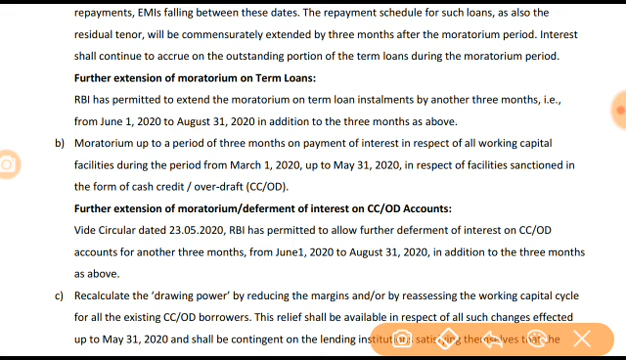 repayments, EMIs falling between these dates. The repayment schedule for such loans, as also the
residual tenor, will be commensurately extended by three months after the moratorium period. Interest
shall continue to accrue on the outstanding portion of the term loans during the moratorium period.
Further extension of moratorium on Term Loans:
RBI has permitted to extend the moratorium on term loan instalments by another three months, i.e.,
from June 1, 2020 to August 31, 2020 in addition to the three months as above.
b) Moratorium up to a period of three months on payment of interest in respect of all working capital
facilities during the period from March 1, 2020, up to May 31, 2020, in respect of facilities sanctioned in
the form of cash credit / over-draft (CC/OD).
Further extension of moratorium/deferment of interest on CC/OD Accounts:
Vide Circular dated 23.05.2020, RBI has permitted to allow further deferment of interest on CC/OD
accounts for another three months, from June1, 2020 to August 31, 2020, in addition to the three months
as above.
c) Recalculate the 'drawing power' by reducing the margins and/or by reassessing the working capital cycle
for all the existing CC/OD borrowers. This relief shall be available in respect of all such changes effected
up to May 31, 2020 and shall be contingent on the lending institutions satisfying themselves that the